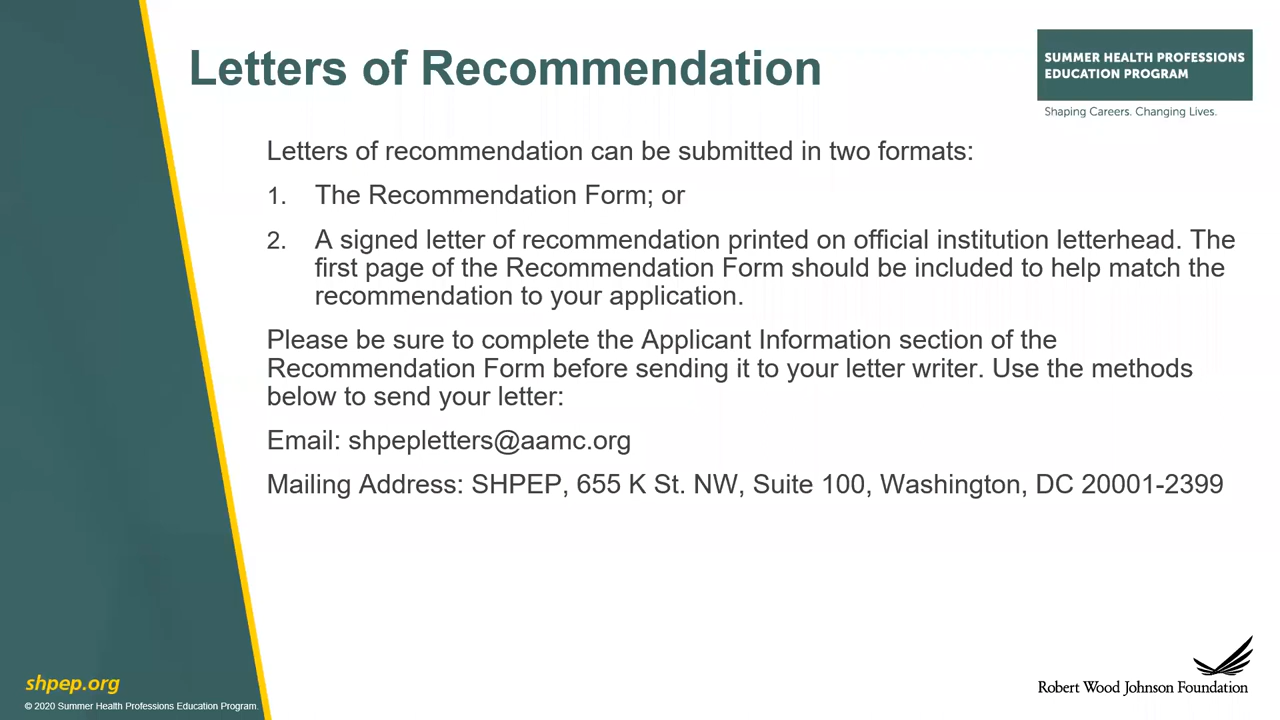 Letters of Recommendation
SUMMER HEALTH PROFESSIONS
EDUCATION PROGRAM
Shaping Careers. Changing Lives.
Letters of recommendation can be submitted in two formats:
1. The Recommendation Form; or
2. A signed letter of recommendation printed on official institution letterhead. The
first page of the Recommendation Form should be included to help match the
recommendation to your application.
Please be sure to complete the Applicant Information section of the
Recommendation Form before sending it to your letter writer. Use the methods
below to send your letter:
Email: shpepletters@aamc.org
Mailing Address: SHPEP, 655 K St. NW, Suite 100, Washington, DC 20001-2399
shpep.org
© 2020 Summer Health Professions Education Program.
Robert Wood Johnson Foundation